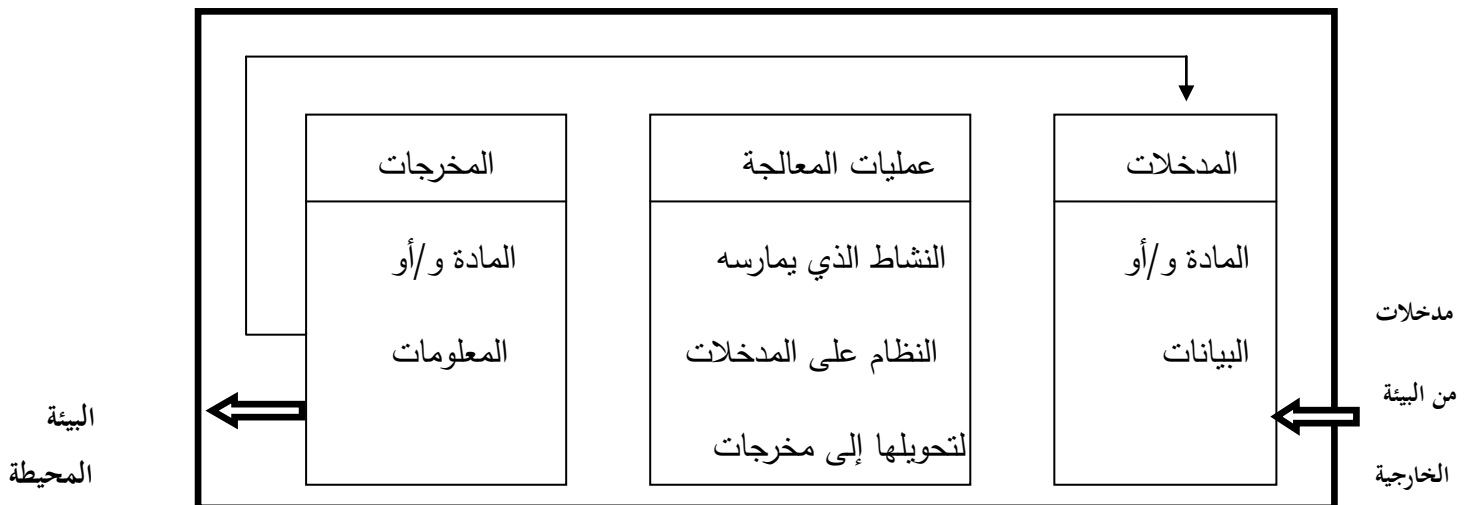 المدخلات
المادة و/أو
البيانات
عمليات المعالجة
النشاط الذي يمارسه
النظام على المدخلات
لتحويلها إلى مخرجات
المخرجات
المادة و/أو
المعلومات
مدخلات
من البيئة
الخارجية
البيئة
المحيطة